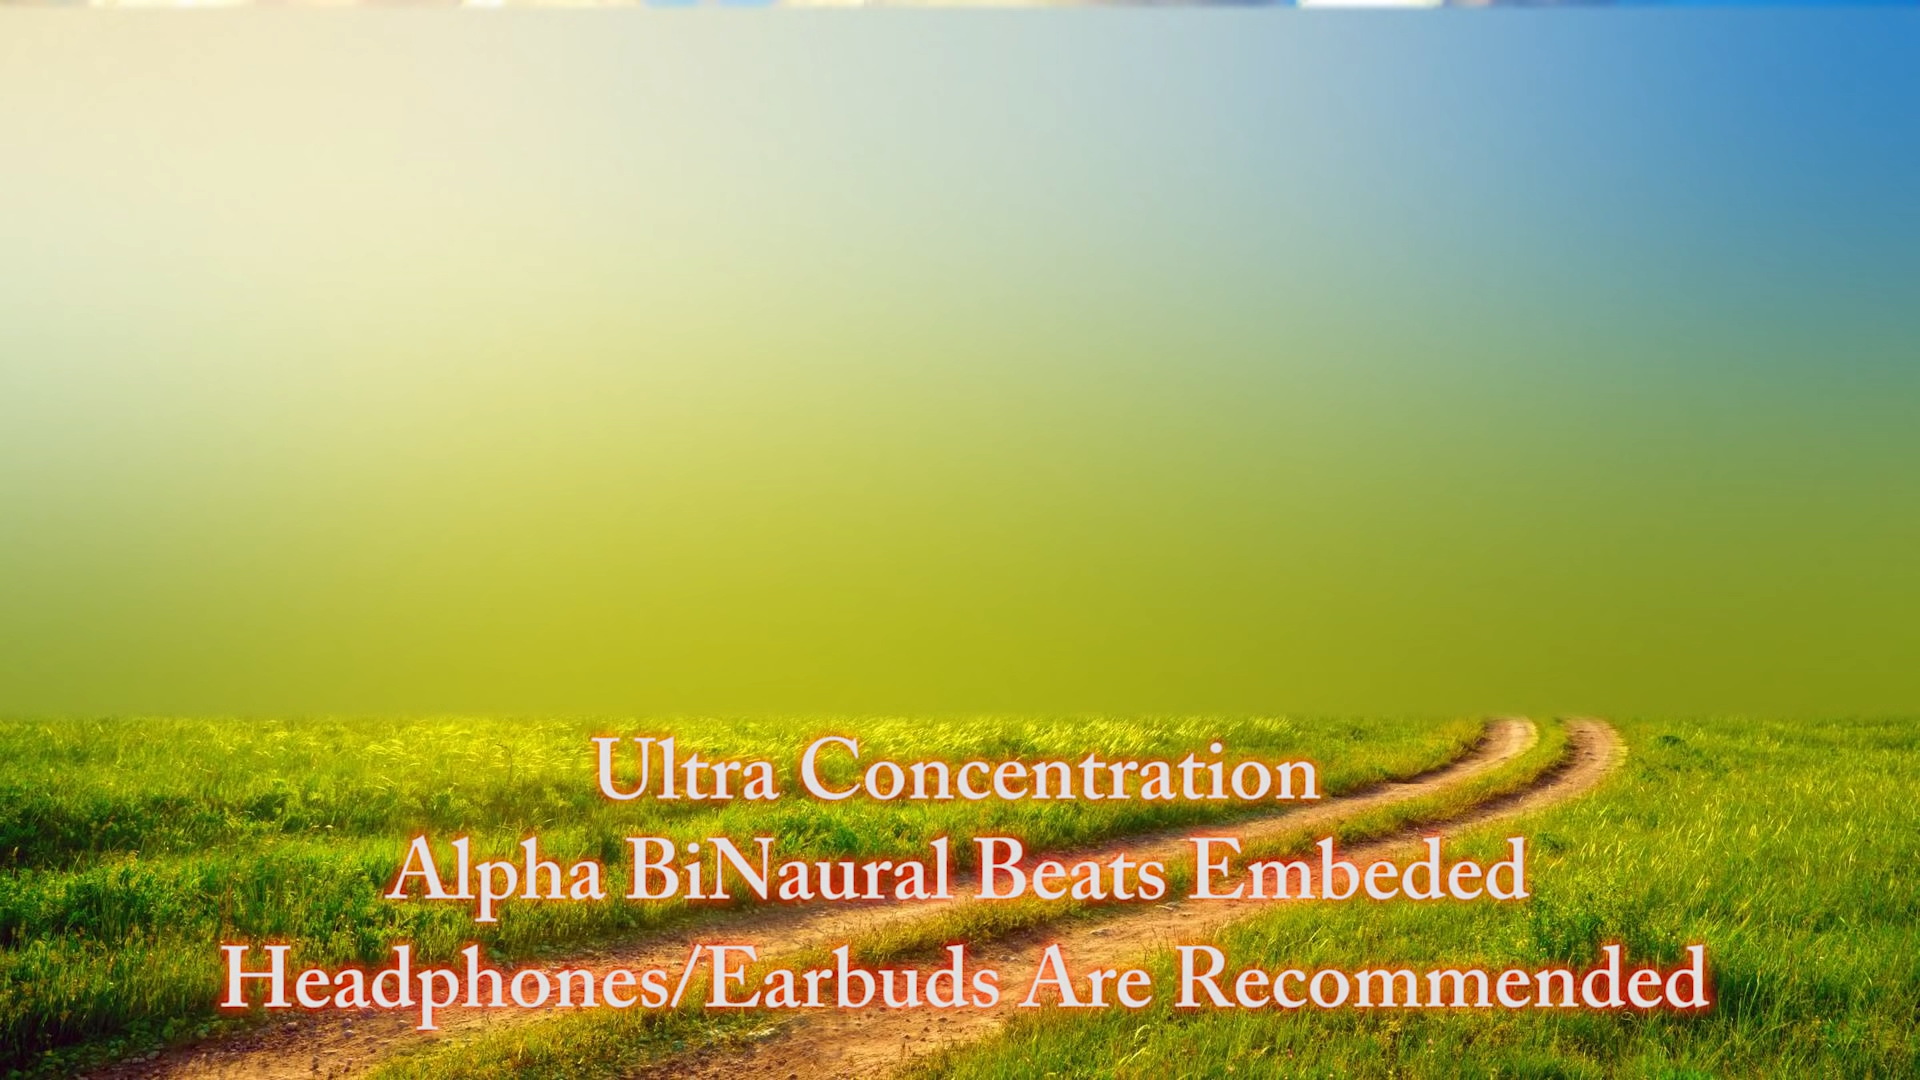 Ultra Concentration
Alpha BiNaural Beats Embeded
Headphones/Earbuds Are Recommended